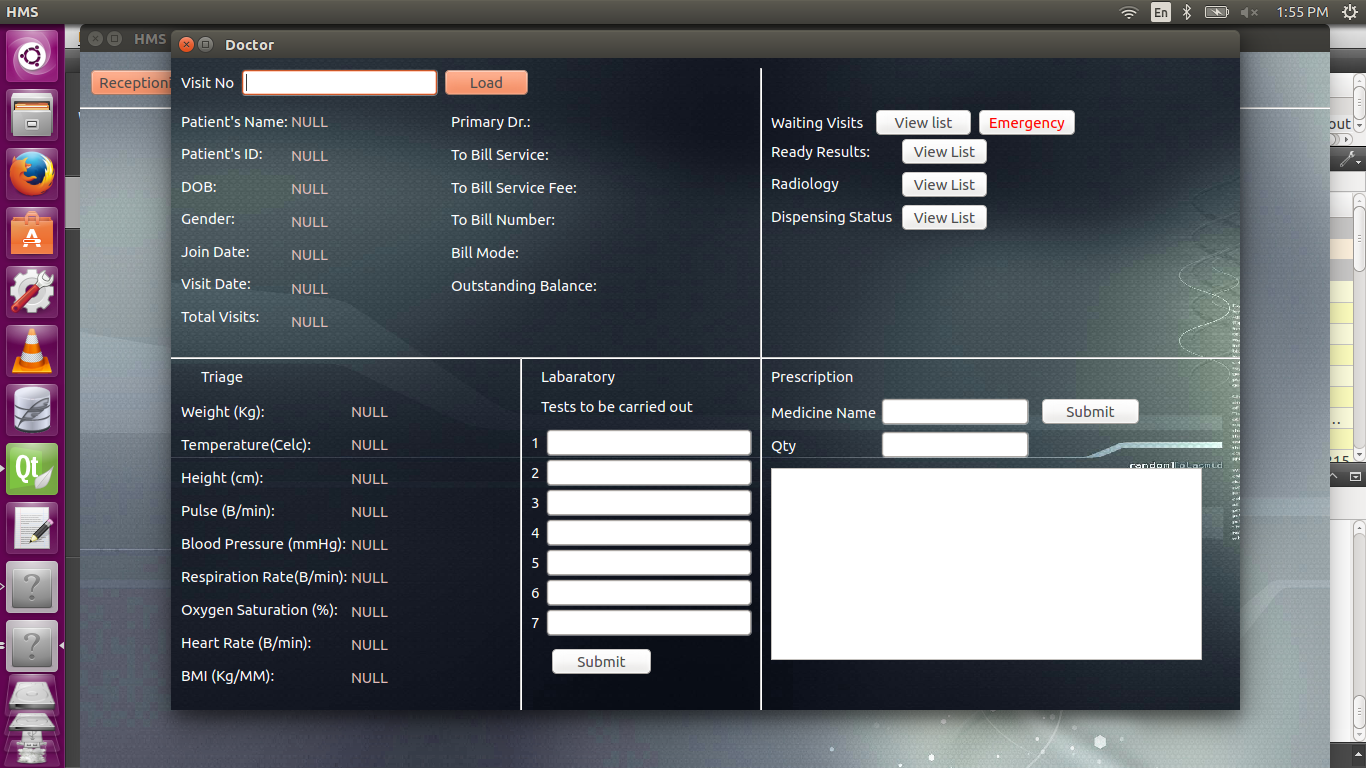 HMS
En
1:55 PM
HMS
Doctor
Reception
Visit No
Load
Patient's Name: NULL
Patient's ID: NULL
DOB: NULL
Gender: NULL
Join Date: NULL
Visit Date: NULL
Total Visits: NULL
Primary Dr.:
To Bill Service:
To Bill Service Fee:
To Bill Number:
Bill Mode:
Outstanding Balance:
Waiting Visits View list Emergency
Ready Results: View List
Radiology View List
Dispensing Status View List
out
Triage
Weight (Kg): NULL
Temperature(Celc): NULL
Height (cm): NULL
Pulse (B/min): NULL
Blood Pressure (mmHg): NULL
Respiration Rate(B/min): NULL
Oxygen Saturation (%): NULL
Heart Rate (B/min): NULL
BMI (Kg/MM): NULL
Labaratory
Tests to be carried out
1
2
3
4
5
6
7
Submit
Prescription
Medicine Name Submit
Qty
random|plasmid
Qt